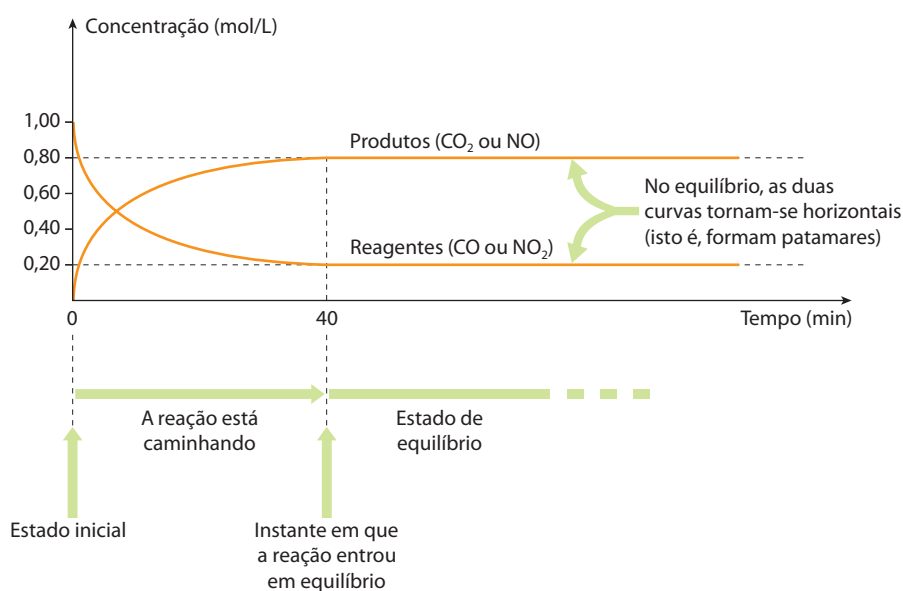 Concentração (mol/L)
1,00
0,80
0,60
0,40
0,20
Produtos (CO₂ ou NO)
No equilíbrio, as duas
curvas tornam-se horizontais
(isto é, formam patamares)
Reagentes (CO ou NO₂)
0
40
Tempo (min)
A reação está
caminhando
Estado de
equilíbrio
Estado inicial
Instante em que
a reação entrou
em equilíbrio